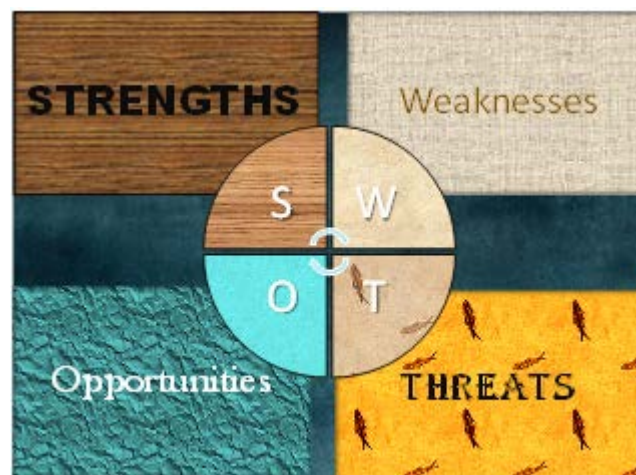 STRENGTHS
Weaknesses
S
W
O
T
Opportunities
THREATS